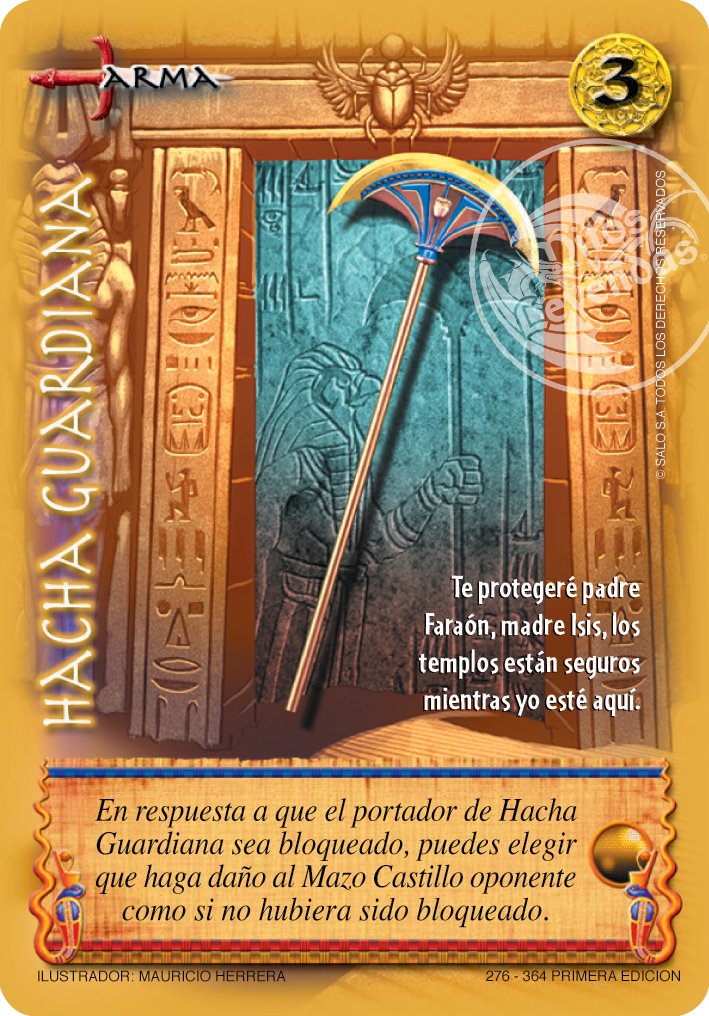 ARMA
3
HACHA GUARDIANA
Mitos
Leyendas®
© SALO S.A. TODOS LOS DERECHOS RESERVADOS
Te protegeré padre
Faraón, madre Isis, los
templos están seguros
mientras yo esté aquí.
En respuesta a que el portador de Hacha
Guardiana sea bloqueado, puedes elegir
que haga daño al Mazo Castillo oponente
como si no hubiera sido bloqueado.
ILUSTRADOR: MAURICIO HERRERA
276 - 364 PRIMERA EDICION